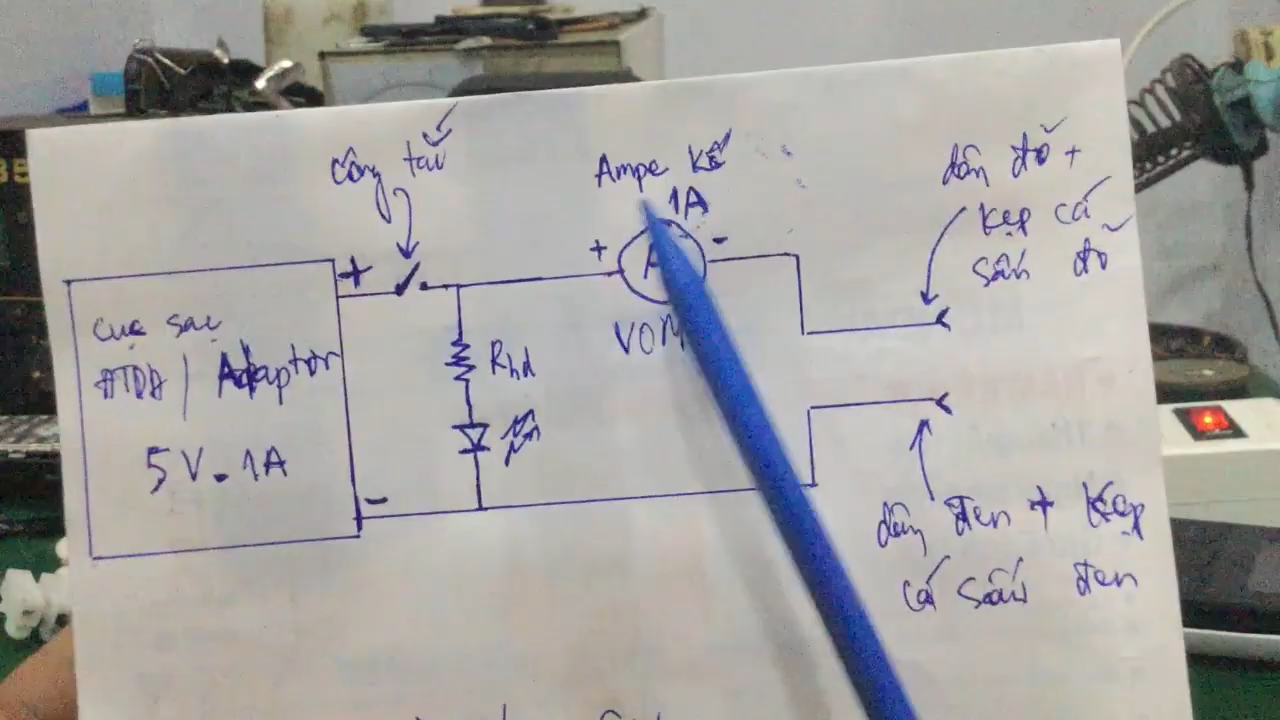 Công tắc
Ampe kế
1A
dây đỏ +
kẹp cá
sấu đỏ
+
+
-
A
cục sạc
ĐTDĐ / Adaptor
5V. 1A
Rhd
VOM
-
dây đen + kẹp
cá sấu đen